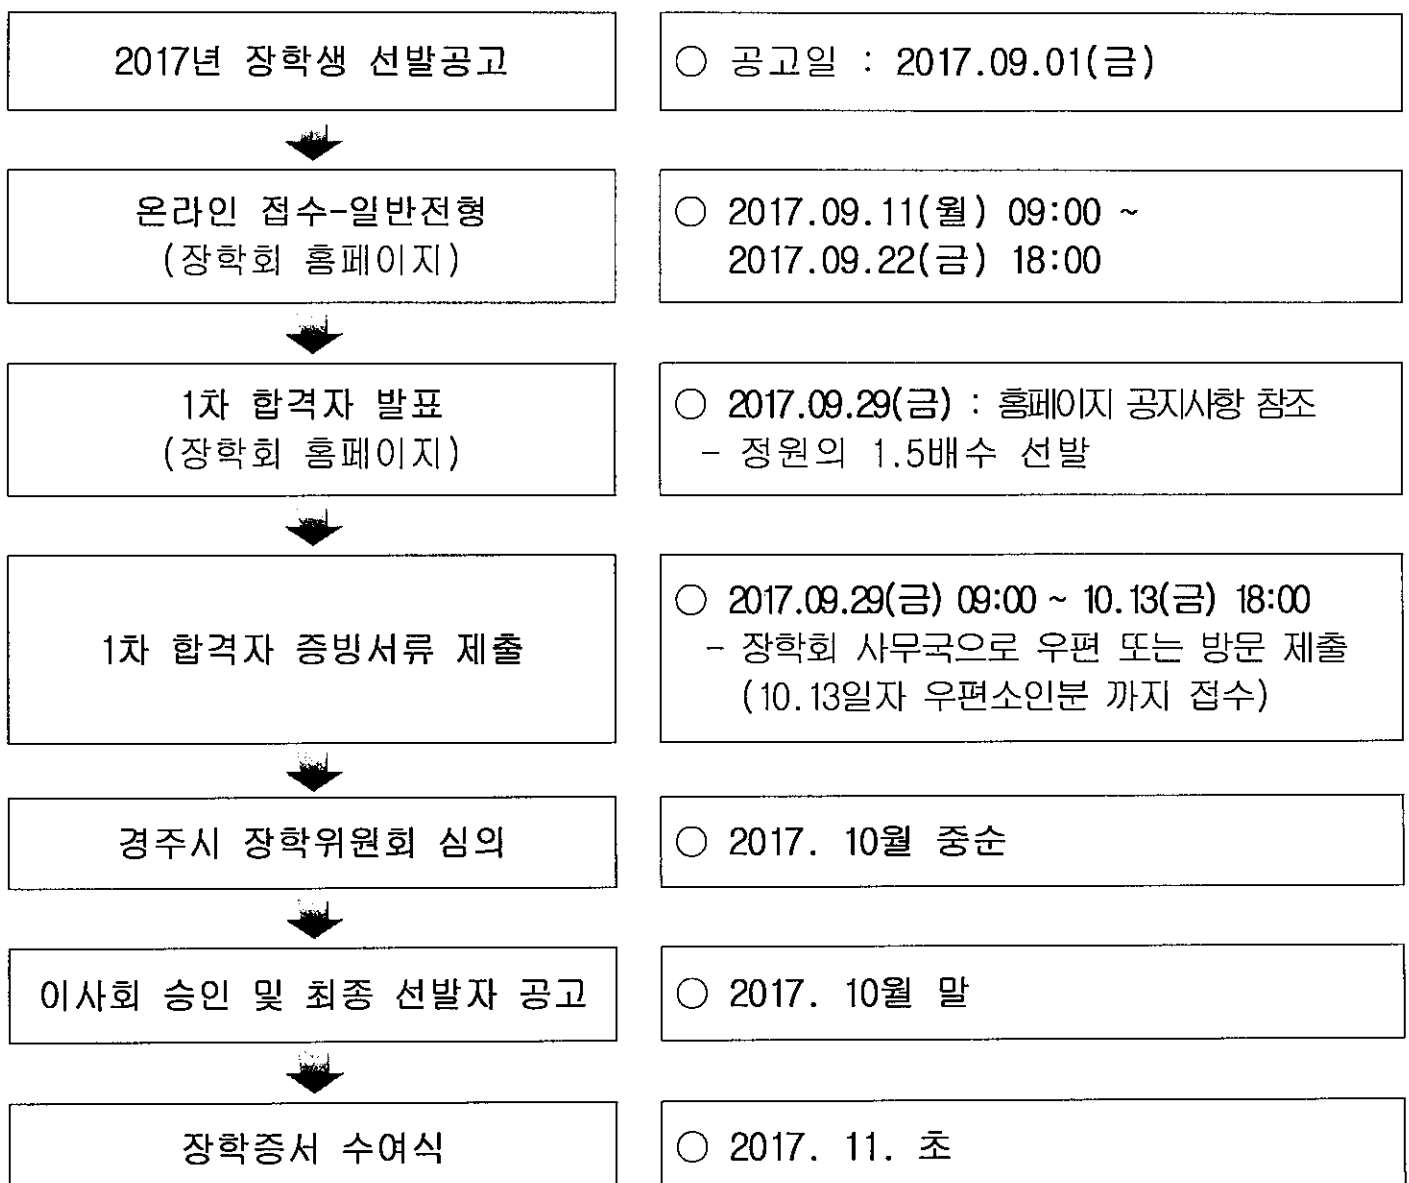 2017년 장학생 선발공고
○ 공고일 : 2017.09.01(금)
온라인 접수-일반전형
(장학회 홈페이지)
○ 2017.09.11(월) 09:00 ~
2017.09.22(금) 18:00
1차 합격자 발표
(장학회 홈페이지)
○ 2017.09.29(금) : 홈페이지 공지사항 참조
- 정원의 1.5배수 선발
1차 합격자 증빙서류 제출
○ 2017.09.29(금) 09:00 ~ 10.13(금) 18:00
- 장학회 사무국으로 우편 또는 방문 제출
(10.13일자 우편소인분 까지 접수)
경주시 장학위원회 심의
○ 2017. 10월 중순
이사회 승인 및 최종 선발자 공고
○ 2017. 10월 말
장학증서 수여식
○ 2017. 11. 초